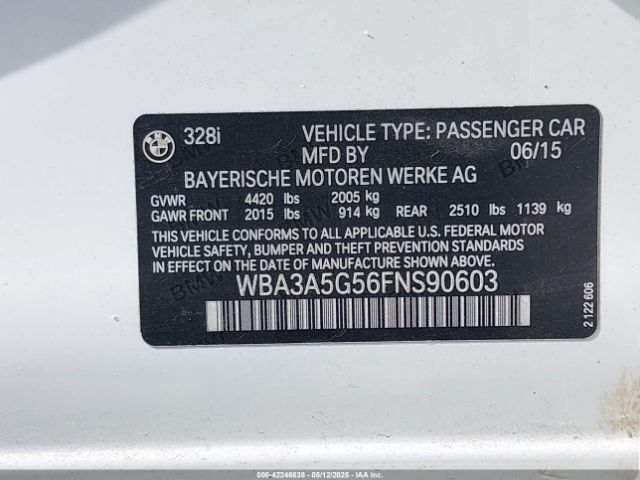 328i VEHICLE TYPE: PASSENGER CAR
MFD BY 06/15
BAYERISCHE MOTOREN WERKE AG
GVWR 4420 lbs 2005 kg
GAWR FRONT 2015 lbs 914 kg REAR 2510 lbs 1139 kg
THIS VEHICLE CONFORMS TO ALL APPLICABLE U.S. FEDERAL MOTOR
VEHICLE SAFETY, BUMPER AND THEFT PREVENTION STANDARDS
IN EFFECT ON THE DATE OF MANUFACTURE SHOWN ABOVE
WBA3A5G56FNS90603
2 122 606
000-42246838 - 05/12/2025 - IAA Inc.